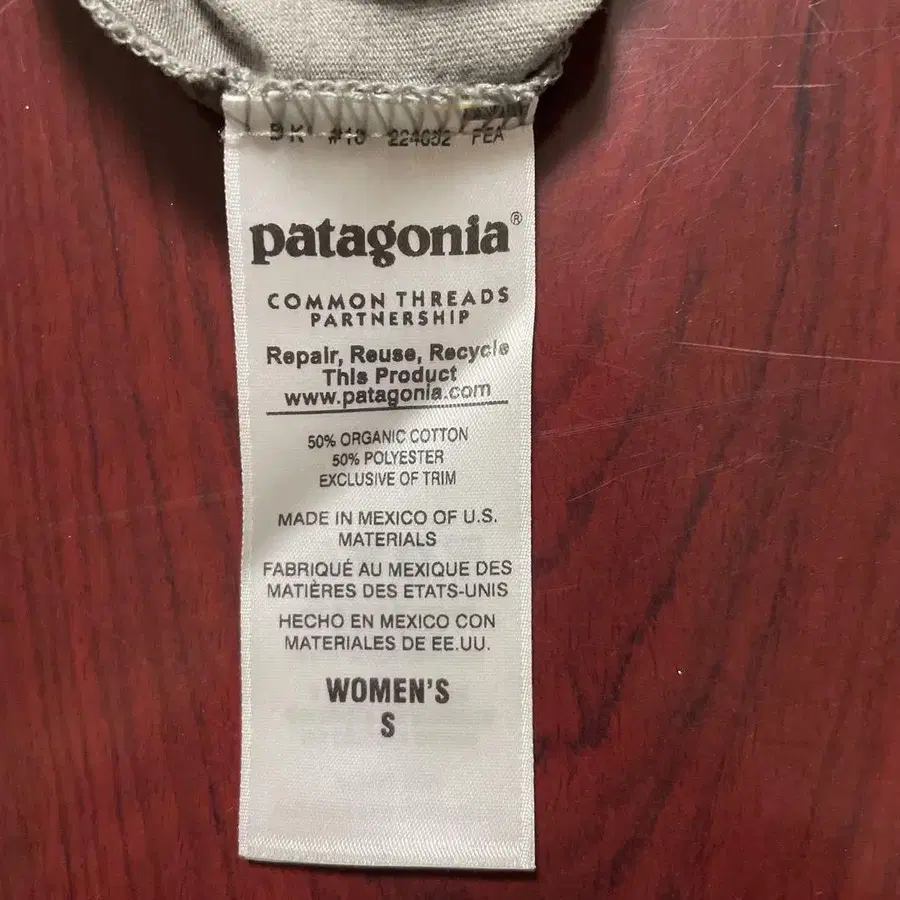 FEA
patagonia®
COMMON THREADS
PARTNERSHIP
Repair, Reuse, Recycle
This Product
www.patagonia.com
50% ORGANIC COTTON
50% POLYESTER
EXCLUSIVE OF TRIM
MADE IN MEXICO OF U.S.
MATERIALS
FABRIQUÉ AU MEXIQUE DES
MATIÈRES DES ETATS-UNIS
HECHO EN MEXICO CON
MATERIALES DE EE.UU.
WOMEN'S
S